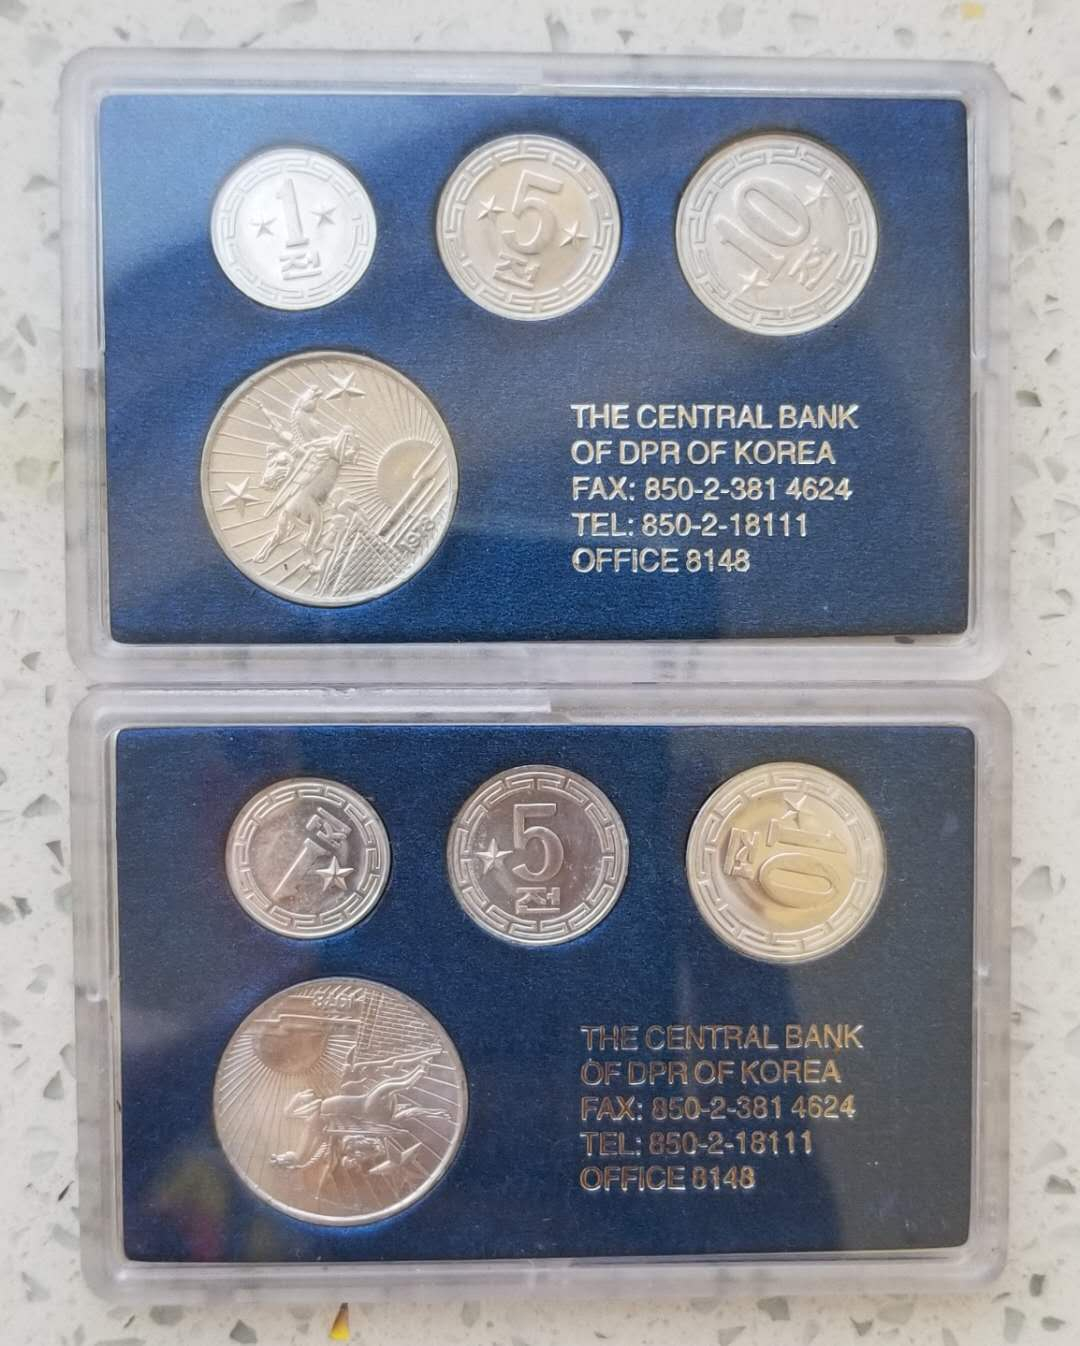 1
전
5
전
10
전
1978
THE CENTRAL BANK
OF DPR OF KOREA
FAX: 850-2-381 4624
TEL: 850-2-18111
OFFICE 8148
1
전
5
전
10
전
1978
THE CENTRAL BANK
OF DPR OF KOREA
FAX: 850-2-381 4624
TEL: 850-2-18111
OFFICE 8148